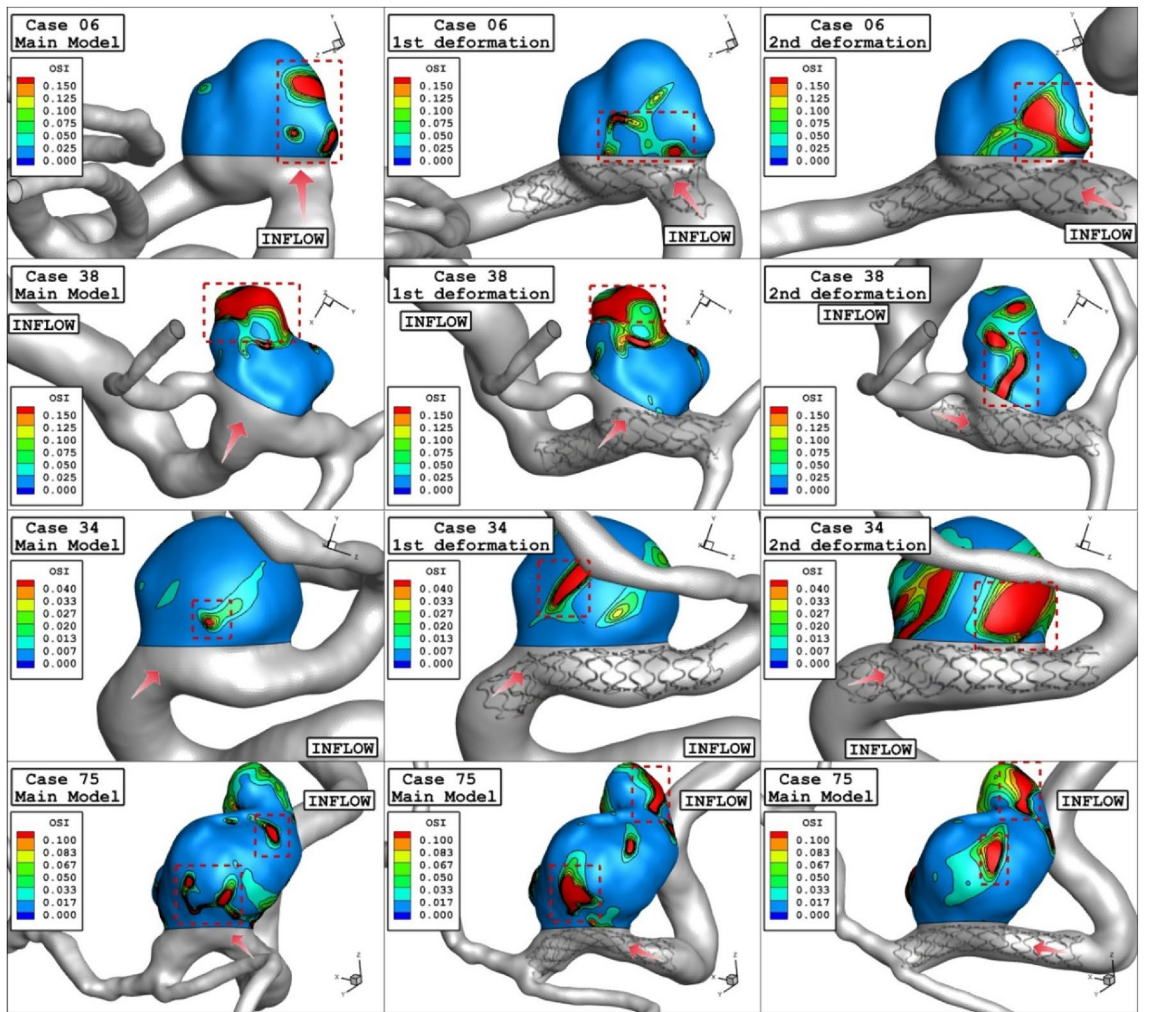 Case 06
Main Model
OSI
0.150
0.125
0.100
0.075
0.050
0.025
0.000
INFLOW
Y
Z
X
Case 06
1st deformation
OSI
0.150
0.125
0.100
0.075
0.050
0.025
0.000
INFLOW
Y
Z
Case 06
2nd deformation
OSI
0.150
0.125
0.100
0.075
0.050
0.025
0.000
INFLOW
Y
Z
Case 38
Main Model
INFLOW
OSI
0.150
0.125
0.100
0.075
0.050
0.025
0.000
X
Y
Case 38
1st deformation
INFLOW
OSI
0.150
0.125
0.100
0.075
0.050
0.025
0.000
X
Y
Case 38
2nd deformation
INFLOW
OSI
0.150
0.125
0.100
0.075
0.050
0.025
0.000
X
Y
Case 34
Main Model
OSI
0.040
0.033
0.027
0.020
0.013
0.007
0.000
INFLOW
Y
Z
Case 34
1st deformation
OSI
0.040
0.033
0.027
0.020
0.013
0.007
0.000
INFLOW
Y
Z
Case 34
2nd deformation
OSI
0.040
0.033
0.027
0.020
0.013
0.007
0.000
INFLOW
Y
Z
Case 75
Main Model
INFLOW
OSI
0.100
0.083
0.067
0.050
0.033
0.017
0.000
Z
X
Y
Case 75
Main Model
INFLOW
OSI
0.100
0.083
0.067
0.050
0.033
0.017
0.000
Z
X
Y
Case 75
Main Model
INFLOW
OSI
0.100
0.083
0.067
0.050
0.033
0.017
0.000
Z
X
Y